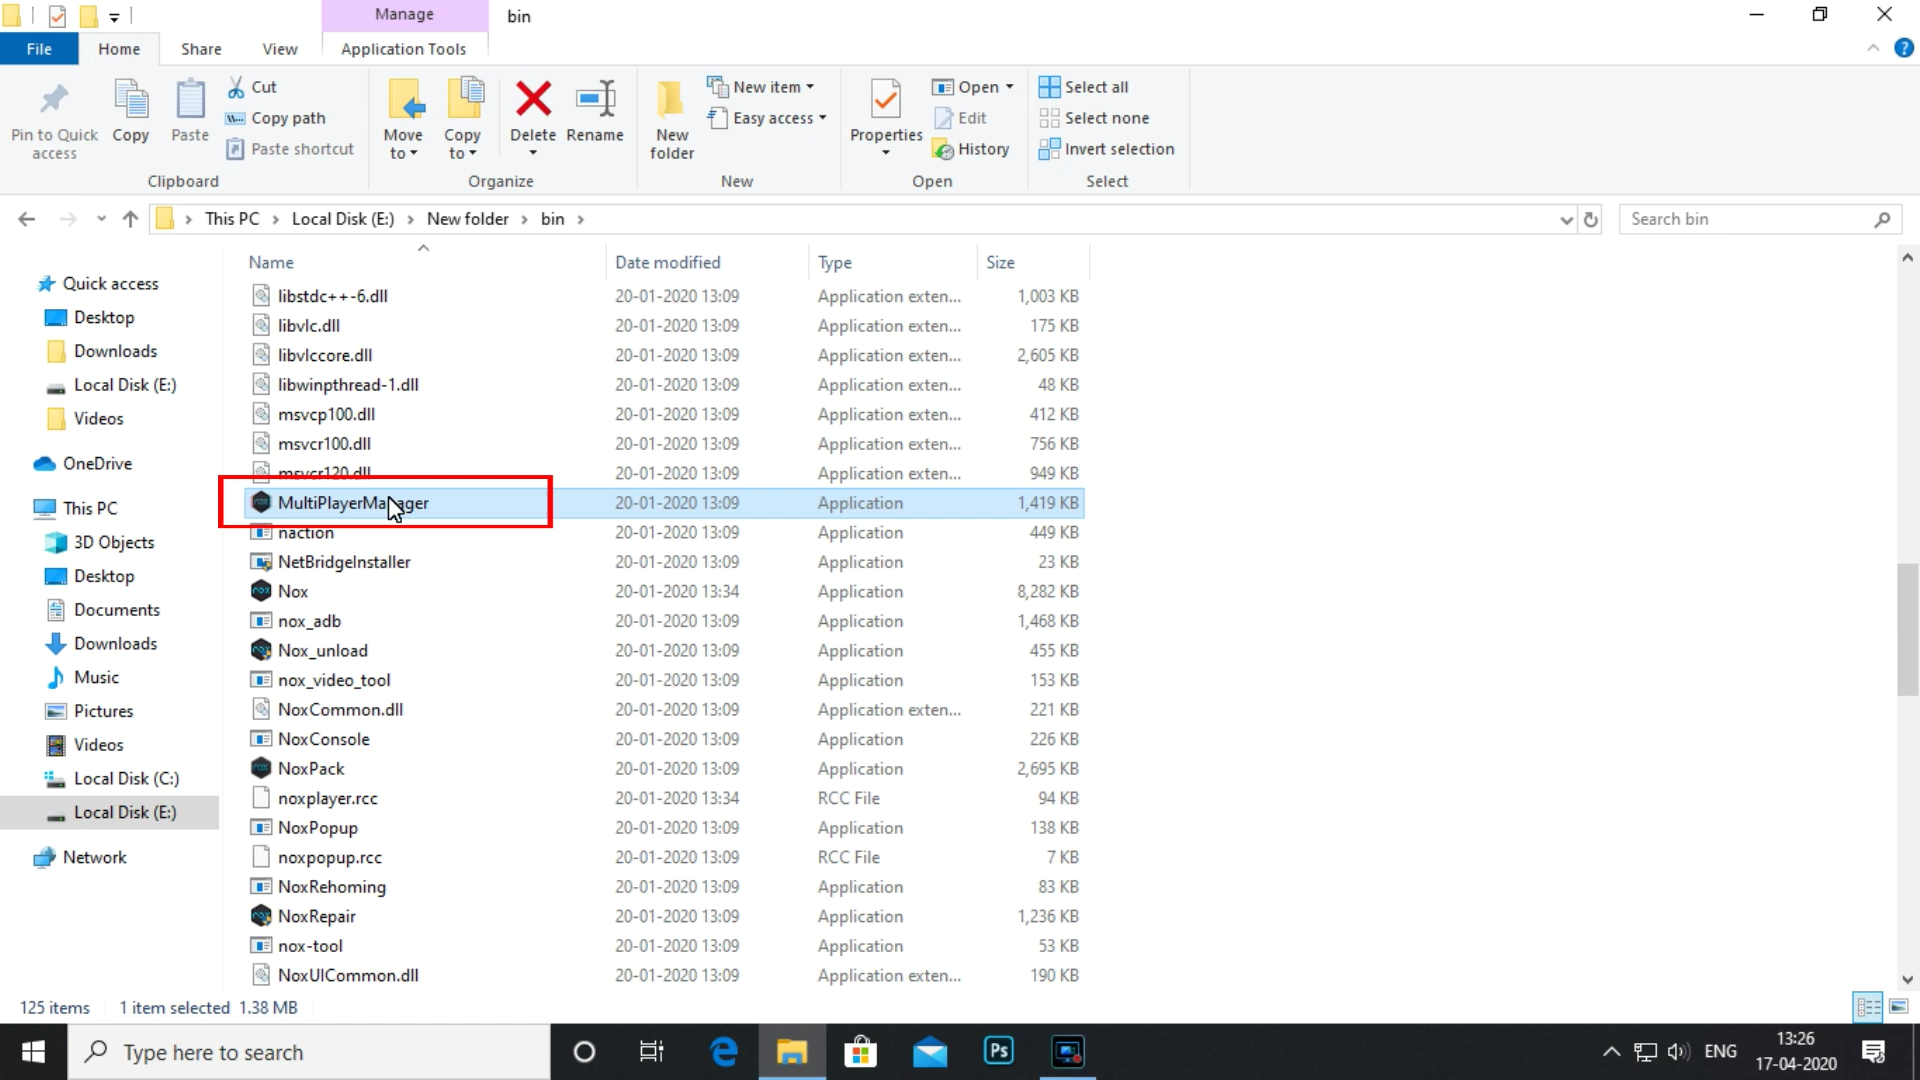 Manage
bin
File
Home
Share
View
Application Tools
Pin to Quick access
Copy
Paste
Cut
Copy path
Paste shortcut
Clipboard
Move to
Copy to
Delete
Rename
Organize
New folder
New item
Easy access
New
Properties
Open
Edit
History
Open
Select all
Select none
Invert selection
Select
This PC > Local Disk (E:) > New folder > bin >
Search bin
Quick access
Desktop
Downloads
Local Disk (E:)
Videos
OneDrive
This PC
3D Objects
Desktop
Documents
Downloads
Music
Pictures
Videos
Local Disk (C:)
Local Disk (E:)
Network
Name Date modified Type Size
libstdc++-6.dll 20-01-2020 13:09 Application exten... 1,003 KB
libvlc.dll 20-01-2020 13:09 Application exten... 175 KB
libvlccore.dll 20-01-2020 13:09 Application exten... 2,605 KB
libwinpthread-1.dll 20-01-2020 13:09 Application exten... 48 KB
msvcp100.dll 20-01-2020 13:09 Application exten... 412 KB
msvcr100.dll 20-01-2020 13:09 Application exten... 756 KB
msvcr120.dll 20-01-2020 13:09 Application exten... 949 KB
MultiPlayerManager 20-01-2020 13:09 Application 1,419 KB
naction 20-01-2020 13:09 Application 449 KB
NetBridgeInstaller 20-01-2020 13:09 Application 23 KB
Nox 20-01-2020 13:34 Application 8,282 KB
nox_adb 20-01-2020 13:09 Application 1,468 KB
Nox_unload 20-01-2020 13:09 Application 455 KB
nox_video_tool 20-01-2020 13:09 Application 153 KB
NoxCommon.dll 20-01-2020 13:09 Application exten... 221 KB
NoxConsole 20-01-2020 13:09 Application 226 KB
NoxPack 20-01-2020 13:09 Application 2,695 KB
noxplayer.rcc 20-01-2020 13:34 RCC File 94 KB
NoxPopup 20-01-2020 13:09 Application 138 KB
noxpopup.rcc 20-01-2020 13:09 RCC File 7 KB
NoxRehoming 20-01-2020 13:09 Application 83 KB
NoxRepair 20-01-2020 13:09 Application 1,236 KB
nox-tool 20-01-2020 13:09 Application 53 KB
NoxUICommon.dll 20-01-2020 13:09 Application exten... 190 KB
125 items 1 item selected 1.38 MB
Type here to search
Ps
ENG
13:26
17-04-2020